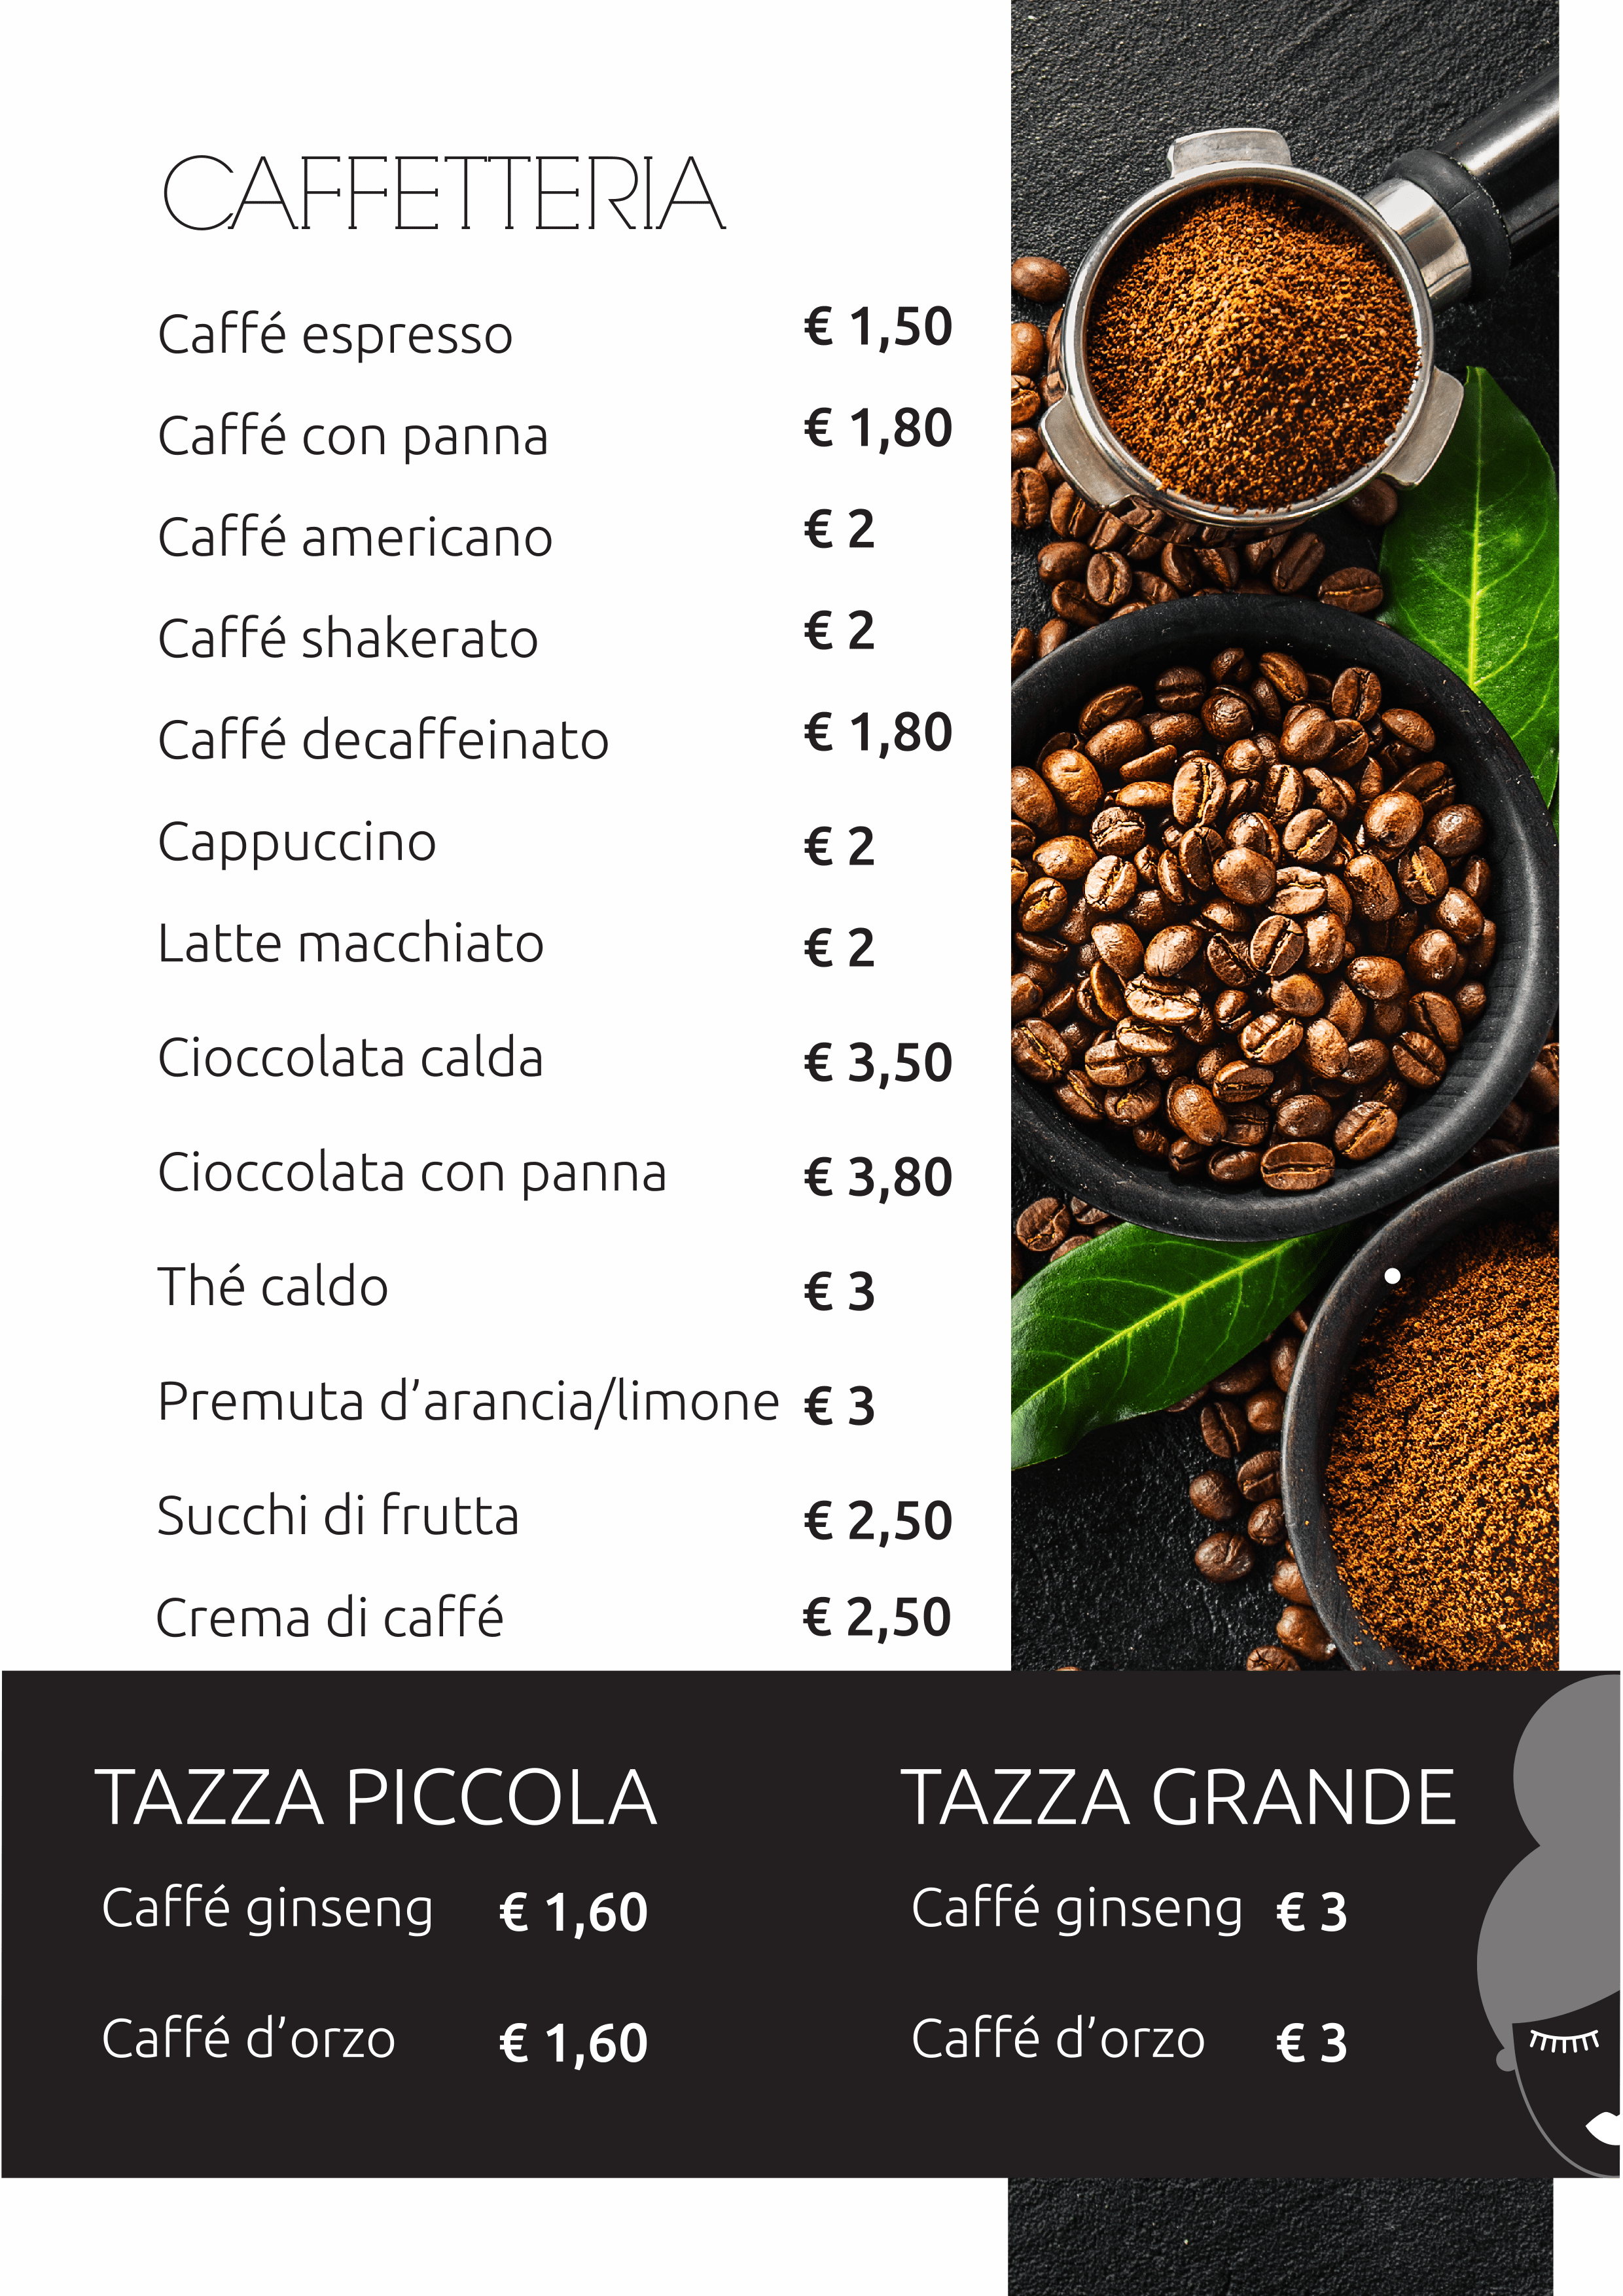 CAFFETTERIA
Caffé espresso € 1,50
Caffé con panna € 1,80
Caffé americano € 2
Caffé shakerato € 2
Caffé decaffeinato € 1,80
Cappuccino € 2
Latte macchiato € 2
Cioccolata calda € 3,50
Cioccolata con panna € 3,80
Thé caldo € 3
Premuta d’arancia/limone € 3
Succhi di frutta € 2,50
Crema di caffé € 2,50
TAZZA PICCOLA
Caffé ginseng € 1,60
Caffé d’orzo € 1,60
TAZZA GRANDE
Caffé ginseng € 3
Caffé d’orzo € 3